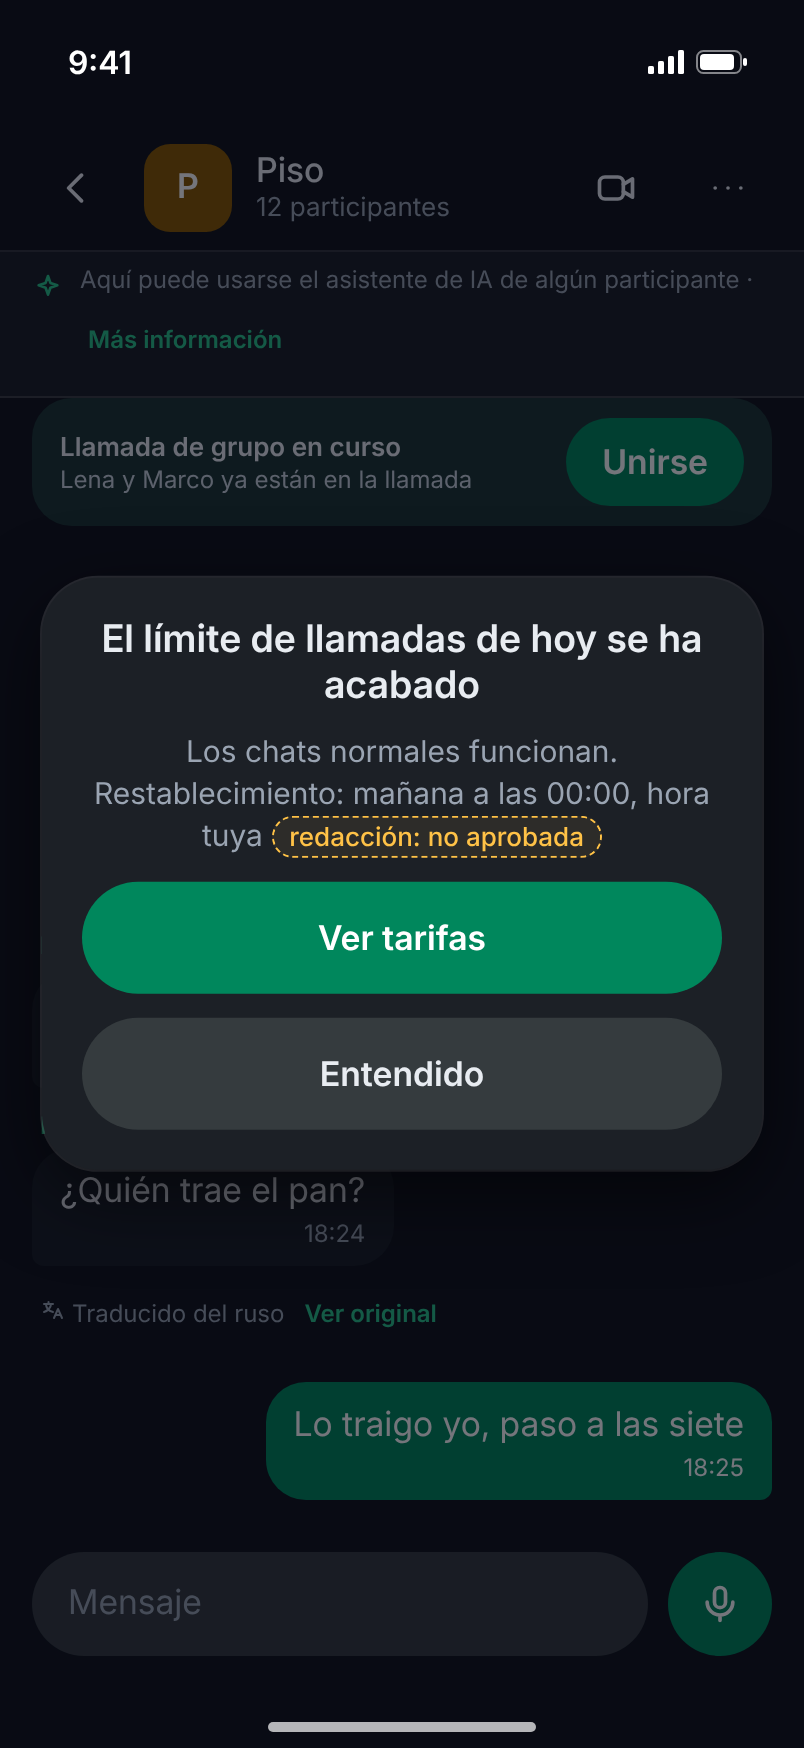 9:41
P
Piso
12 participantes
Aquí puede usarse el asistente de IA de algún participante ·
Más información
Llamada de grupo en curso
Lena y Marco ya están en la llamada
Unirse
El límite de llamadas de hoy se ha
acabado
Los chats normales funcionan.
Restablecimiento: mañana a las 00:00, hora
tuya redacción: no aprobada
Ver tarifas
Entendido
¿Quién trae el pan?
18:24
Traducido del ruso Ver original
Lo traigo yo, paso a las siete
18:25
Mensaje